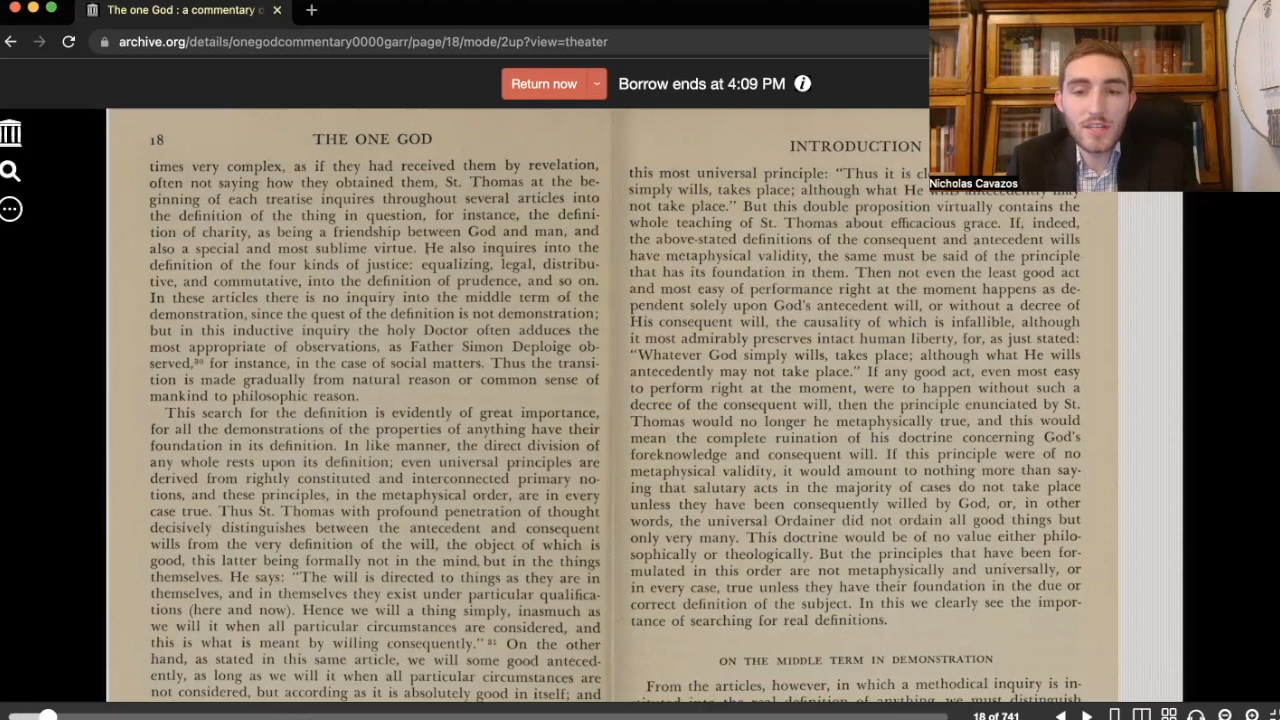 The one God : a commentary o
archive.org/details/onegodcommentary0000garr/page/18/mode/2up?view=theater
Return now
Borrow ends at 4:09 PM
Nicholas Cavazos
18 THE ONE GOD
times very complex, as if they had received them by revelation,
often not saying how they obtained them, St. Thomas at the be-
ginning of each treatise inquires throughout several articles into
the definition of the thing in question, for instance, the defini-
tion of charity, as being a friendship between God and man, and
also a special and most sublime virtue. He also inquires into the
definition of the four kinds of justice: equalizing, legal, distribu-
tive, and commutative, into the definition of prudence, and so on.
In these articles there is no inquiry into the middle term of the
demonstration, since the quest of the definition is not demonstration;
but in this inductive inquiry the holy Doctor often adduces the
most appropriate of observations, as Father Simon Deploige ob-
served,³⁰ for instance, in the case of social matters. Thus the transi-
tion is made gradually from natural reason or common sense of
mankind to philosophic reason.
This search for the definition is evidently of great importance,
for all the demonstrations of the properties of anything have their
foundation in its definition. In like manner, the direct division of
any whole rests upon its definition; even universal principles are
derived from rightly constituted and interconnected primary no-
tions, and these principles, in the metaphysical order, are in every
case true. Thus St. Thomas with profound penetration of thought
decisively distinguishes between the antecedent and consequent
wills from the very definition of the will, the object of which is
good, this latter being formally not in the mind but in the things
themselves. He says: "The will is directed to things as they are in
themselves, and in themselves they exist under particular qualifica-
tions (here and now). Hence we will a thing simply, inasmuch as
we will it when all particular circumstances are considered, and
this is what is meant by willing consequently." ³¹ On the other
hand, as stated in this same article, we will some good anteced-
ently, as long as we will it when all particular circumstances are
not considered, but according as it is absolutely good in itself; and
INTRODUCTION
this most universal principle: "Thus it is cl
simply wills, takes place; although what He
not take place." But this double proposition virtually contains the
whole teaching of St. Thomas about efficacious grace. If, indeed,
the above-stated definitions of the consequent and antecedent wills
have metaphysical validity, the same must be said of the principle
that has its foundation in them. Then not even the least good act
and most easy of performance right at the moment happens as de-
pendent solely upon God's antecedent will, or without a decree of
His consequent will, the causality of which is infallible, although
it most admirably preserves intact human liberty, for, as just stated:
"Whatever God simply wills, takes place; although what He wills
antecedently may not take place." If any good act, even most easy
to perform right at the moment, were to happen without such a
decree of the consequent will, then the principle enunciated by St.
Thomas would no longer he metaphysically true, and this would
mean the complete ruination of his doctrine concerning God's
foreknowledge and consequent will. If this principle were of no
metaphysical validity, it would amount to nothing more than say-
ing that salutary acts in the majority of cases do not take place
unless they have been consequently willed by God, or, in other
words, the universal Ordainer did not ordain all good things but
only very many. This doctrine would be of no value either philo-
sophically or theologically. But the principles that have been for-
mulated in this order are not metaphysically and universally, or
in every case, true unless they have their foundation in the due or
correct definition of the subject. In this we clearly see the impor-
tance of searching for real definitions.
ON THE MIDDLE TERM IN DEMONSTRATION
From the articles, however, in which a methodical inquiry is in-
18 of 741